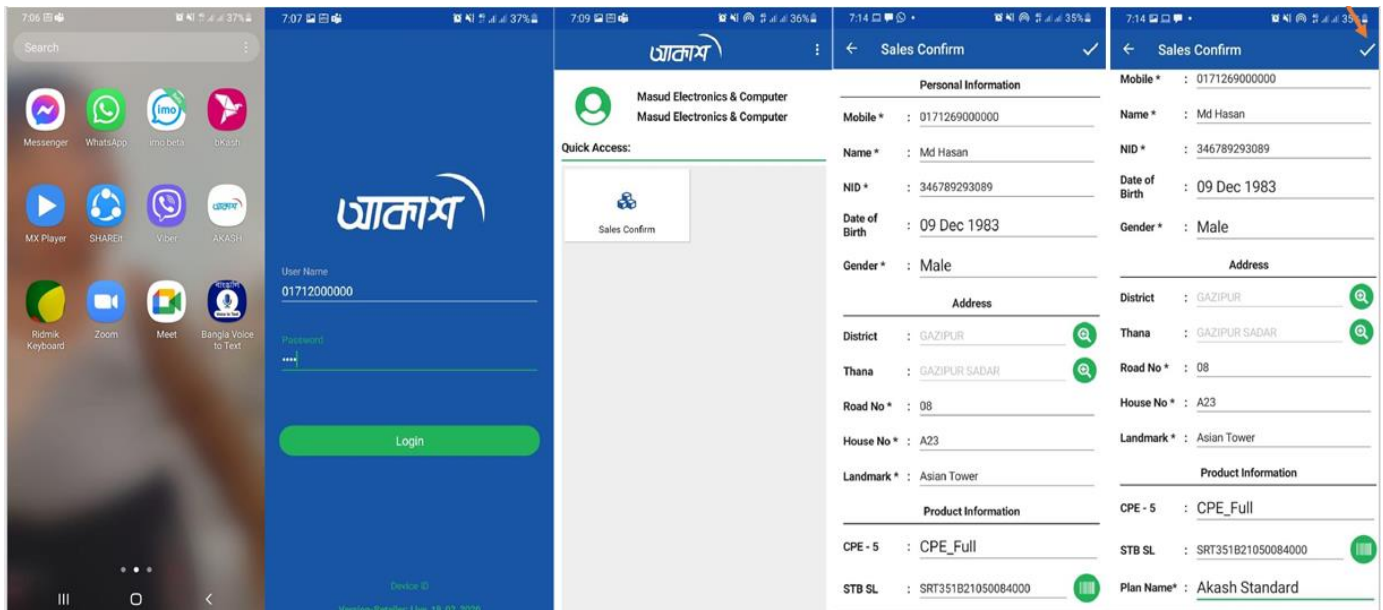 7:06
37%
Search
Messenger
WhatsApp
imo beta
bKash
MX Player
SHAREit
Viber
AKASH
Ridmik Keyboard
Zoom
Meet
Bangla Voice to Text
7:07
37%
আকাশ
User Name
01712000000
Password
••••
Login
Device ID
7:09
36%
আকাশ
Masud Electronics & Computer
Masud Electronics & Computer
Quick Access:
Sales Confirm
7:14
35%
Sales Confirm
Personal Information
Mobile * : 0171269000000
Name * : Md Hasan
NID * : 346789293089
Date of Birth : 09 Dec 1983
Gender * : Male
Address
District : GAZIPUR
Thana : GAZIPUR SADAR
Road No * : 08
House No * : A23
Landmark * : Asian Tower
Product Information
CPE - 5 : CPE_Full
STB SL : SRT351B21050084000
7:14
Sales Confirm
Mobile * : 0171269000000
Name * : Md Hasan
NID * : 346789293089
Date of Birth : 09 Dec 1983
Gender * : Male
Address
District : GAZIPUR
Thana : GAZIPUR SADAR
Road No * : 08
House No * : A23
Landmark * : Asian Tower
Product Information
CPE - 5 : CPE_Full
STB SL : SRT351B21050084000
Plan Name* : Akash Standard